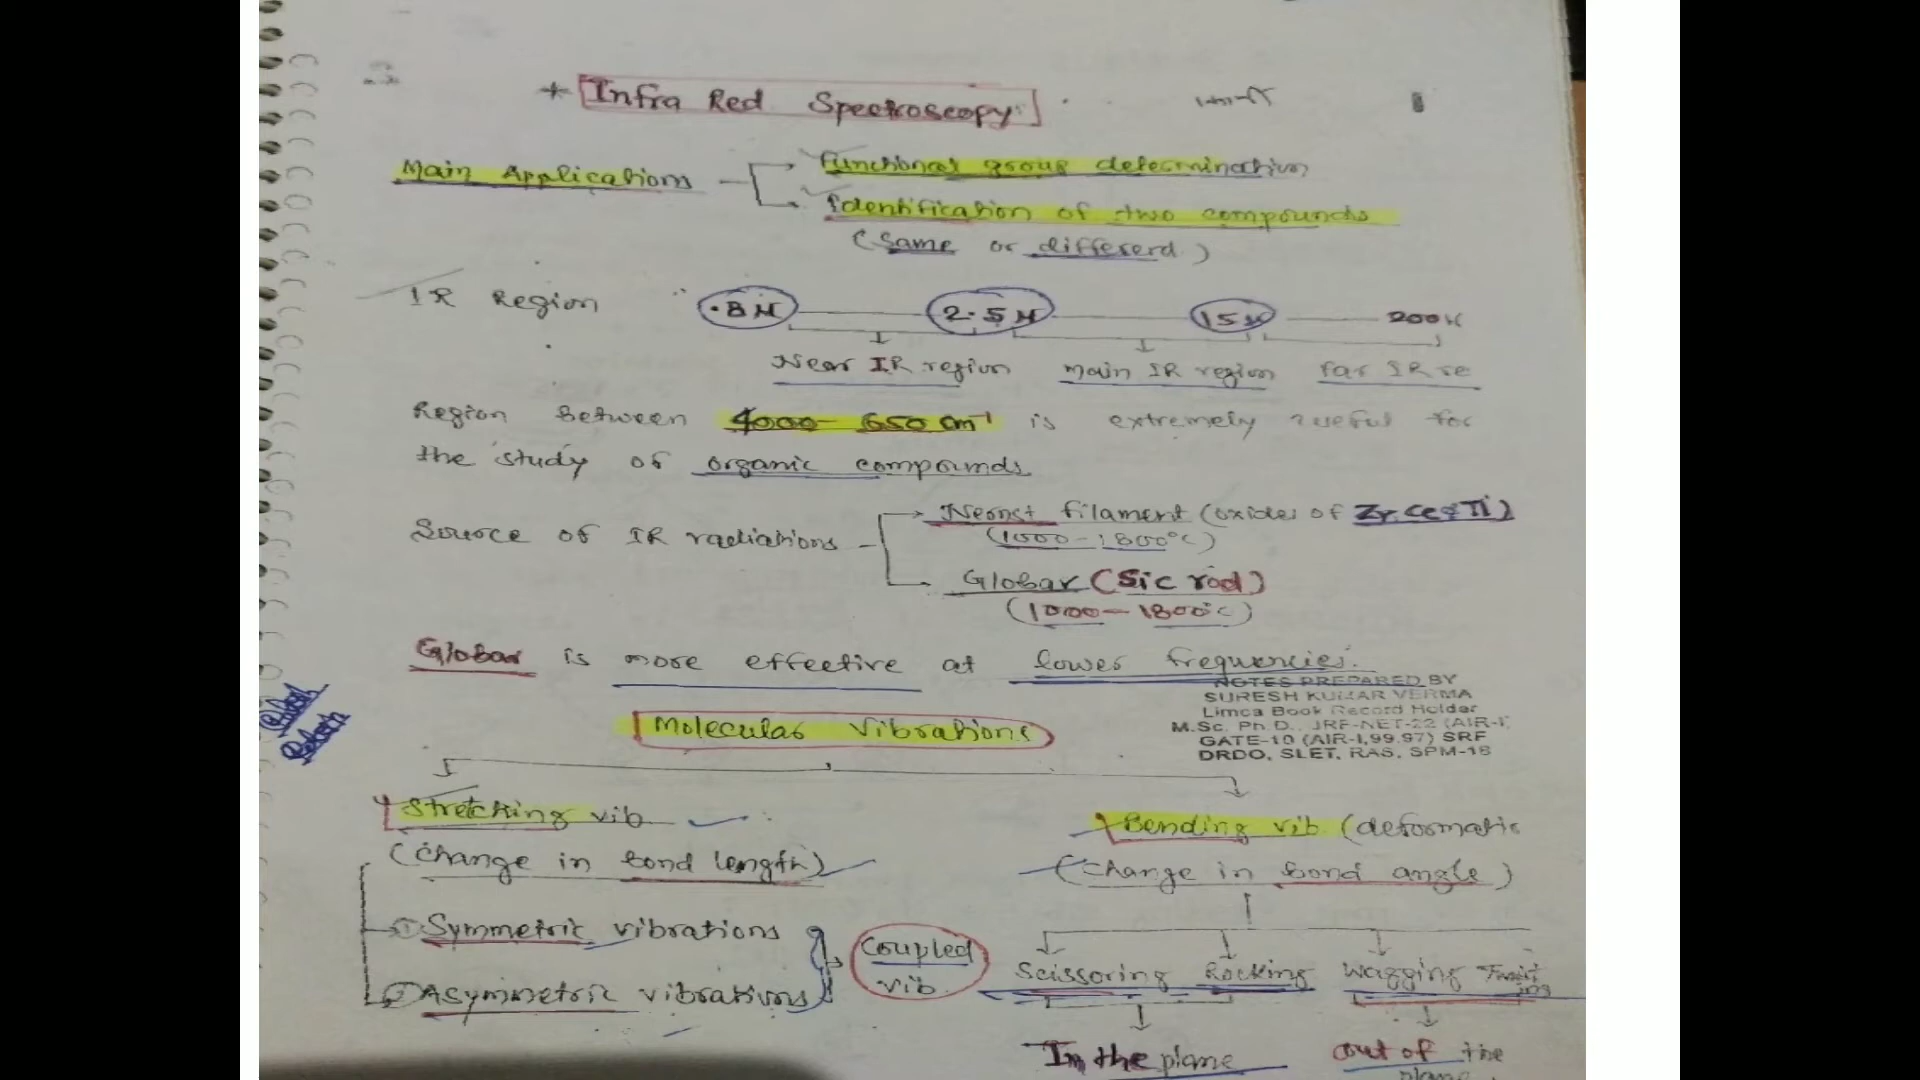 * Infra Red Spectroscopy
Main Applications
Functional group determination
Identification of two compounds
(same or differend)
IR Region
.8 μ
2.5 μ
15 μ
200 μ
Near IR region
main IR region
far IR re
Region between 4000- 650 cm-1 is extremely useful for
the study of organic compounds
Source of IR radiations
Nernst filament (oxides of Zr, Ce & Ti)
(1000-1800°C)
Globar (Sic rod)
(1000-1800°C)
Globar is more effective at lower frequencies.
NOTES PREPARED BY
SURESH KUMAR VERMA
Limca Book Record Holder
M.Sc. Ph.D., JRF-NET-22 (AIR-I,
GATE-10 (AIR-I,99.97) SRF
DRDO, SLET, RAS, SPM-18
Molecular Vibrations
Stretching vib
(change in bond length)
① Symmetric vibrations
② Asymmetric vibrations
Coupled
vib.
Bending vib (deformatic
(change in bond angle)
Scissoring Rocking Wagging Twist
ing
In the plane
out of the
plane